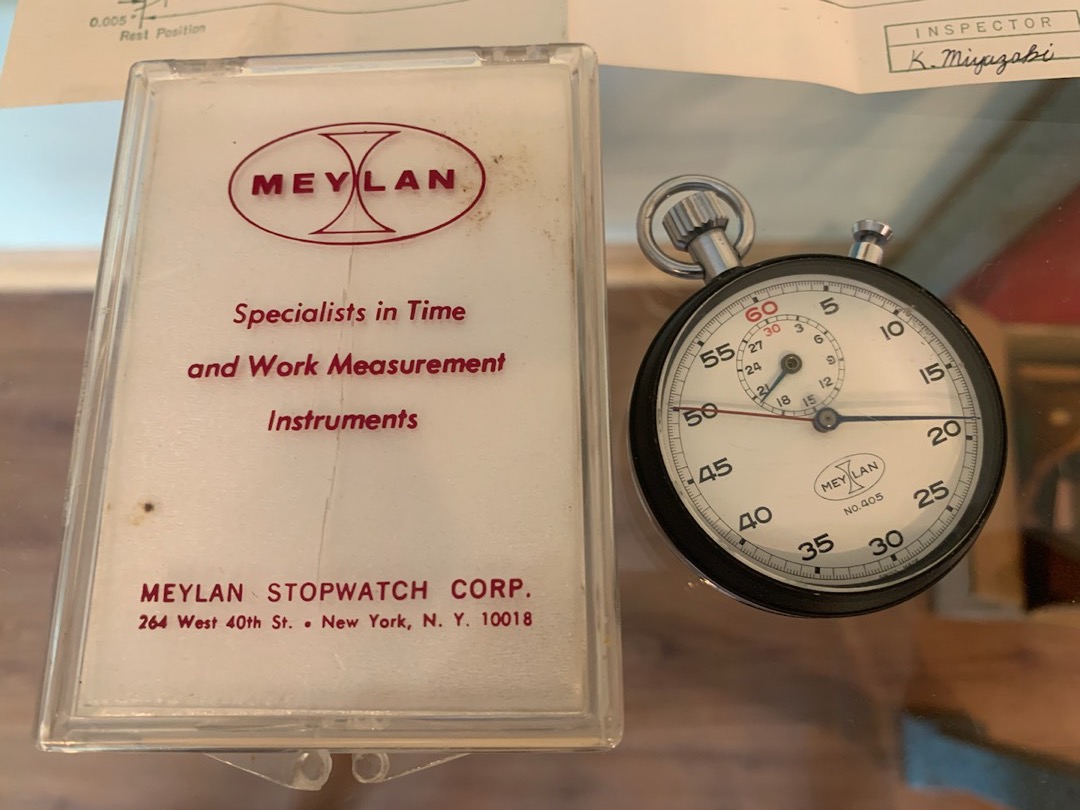 0.005"
Rest Position
INSPECTOR
K. Miyazaki
MEYLAN
Specialists in Time
and Work Measurement
Instruments
MEYLAN STOPWATCH CORP.
264 West 40th St. • New York, N. Y. 10018
60
5
10
15
20
25
30
35
40
45
50
55
30
3
6
9
12
15
18
21
24
27
MEYLAN
NO. 405